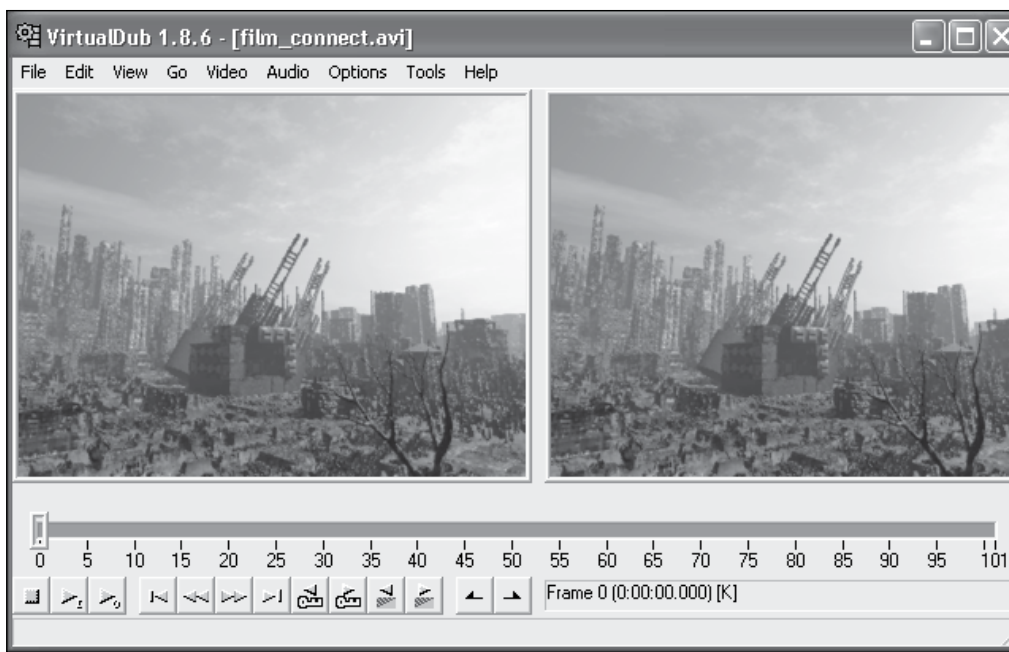 VirtualDub 1.8.6 - [film_connect.avi]
File Edit View Go Video Audio Options Tools Help
0 5 10 15 20 25 30 35 40 45 50 55 60 65 70 75 80 85 90 95 101
Frame 0 (0:00:00.000) [K]